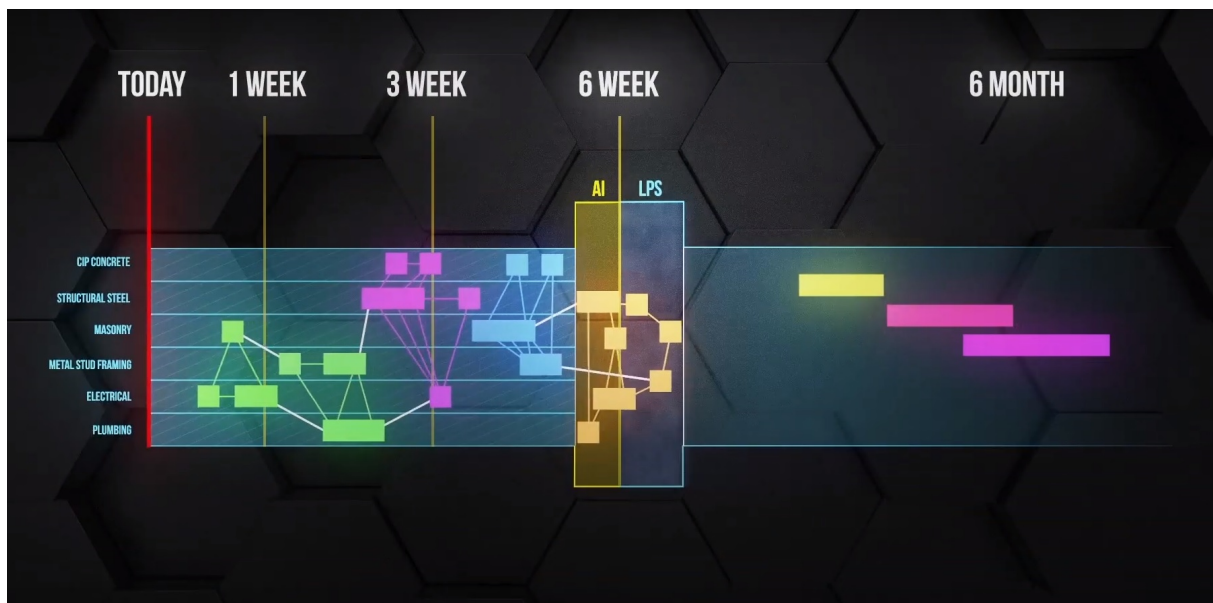 TODAY 1 WEEK 3 WEEK 6 WEEK 6 MONTH
AI LPS
CIP CONCRETE
STRUCTURAL STEEL
MASONRY
METAL STUD FRAMING
ELECTRICAL
PLUMBING